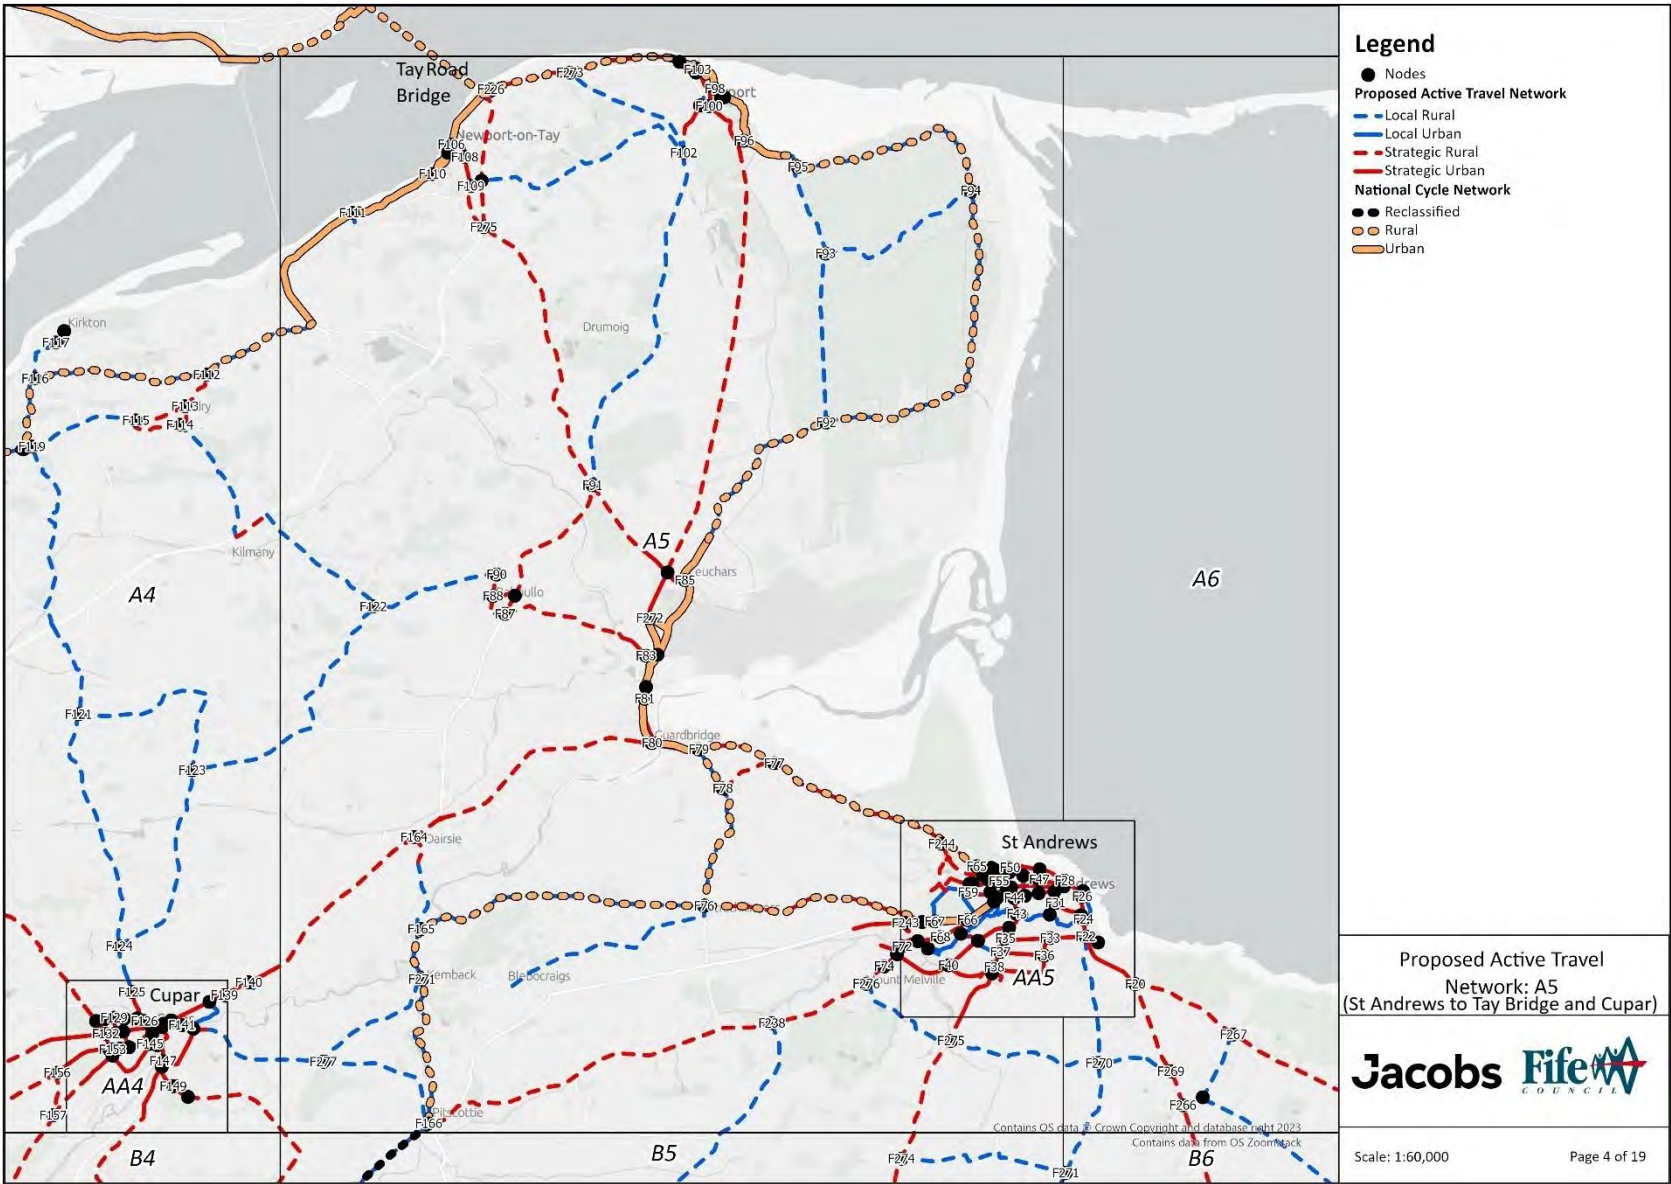 Tay Road
Bridge
F273
F103
F226
F98
F100
Newport-on-Tay
F106
F108
F96
F102
F110
F95
F109
F94
F111
F275
F93
Kirkton
Drumoig
F117
F116
F112
F113
F115
F114
F92
F119
F91
A5
Kilmany
F90
F85
euchars
A4
A6
F88
F122
F87
F272
F83
F81
F121
Guardbridge
F80
F79
F77
F123
F78
F164
Dairsie
St Andrews
F244
F65
F50
F55
F47
F28
drews
F59
F44
F26
F76
F31
F43
F24
F243
F67
F66
F165
F68
F35
F33
F22
F124
F72
F37
F36
F74
F40
F38
F271
Kemback
Blebocraigs
AA5
F140
F276
ount Melville
F20
F125
Cupar
F139
F129
F126
F141
F238
F132
F145
F267
F153
F275
F147
F277
F270
F156
F269
AA4
F149
F266
F157
Pitscottie
F166
Contains OS data © Crown Copyright and database right 2023
Contains data from OS Zoomstack
B4
B5
F274
F271
B6
Legend
Nodes
Proposed Active Travel Network
Local Rural
Local Urban
Strategic Rural
Strategic Urban
National Cycle Network
Reclassified
Rural
Urban
Proposed Active Travel
Network: A5
(St Andrews to Tay Bridge and Cupar)
Jacobs
Fife
COUNCIL
Scale: 1:60,000
Page 4 of 19